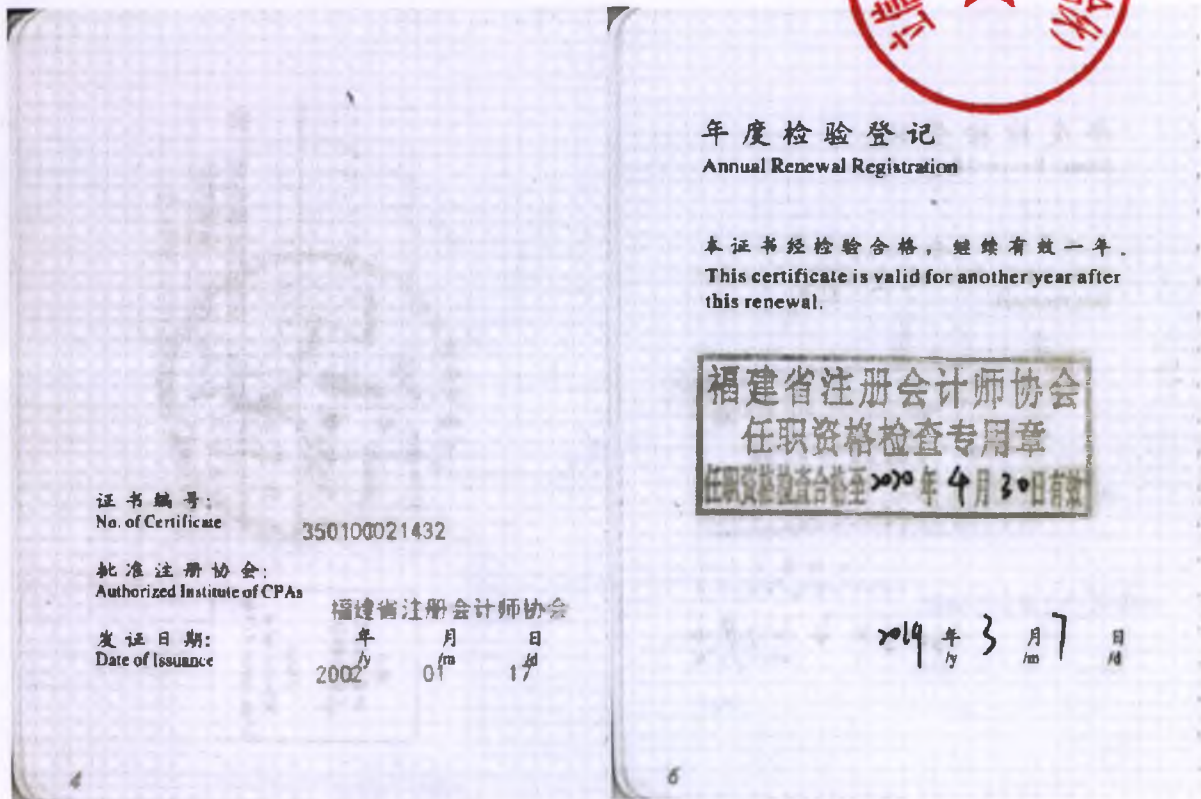 证书编号:
No. of Certificate
350100021432
批准注册协会:
Authorized Institute of CPAs
福建省注册会计师协会
发证日期:
Date of Issuance
年 月 日
/y /m /d
2002 01 17
4
年度检验登记
Annual Renewal Registration
本证书经检验合格，继续有效一年.
This certificate is valid for another year after
this renewal.
福建省注册会计师协会
任职资格检查专用章
任职资格检查合格至2020年4月30日有效
2019 年 3 月 7 日
/y /m /d
6